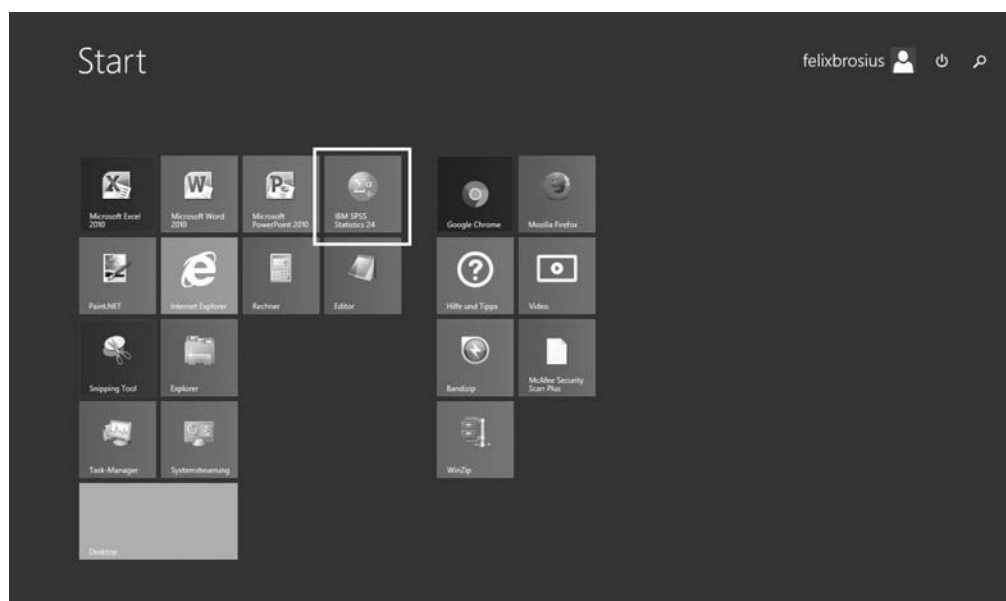 Start
felixbrosius
Microsoft Excel
2010
Microsoft Word
2010
Microsoft
PowerPoint 2010
IBM SPSS
Statistics 24
Google Chrome
Mozilla Firefox
Paint.NET
Internet Explorer
Rechner
Editor
Hilfe und Tipps
Video
Snipping Tool
Explorer
Bandizip
McAfee Security
Scan Plus
Task-Manager
Systemsteuerung
WinZip
Desktop